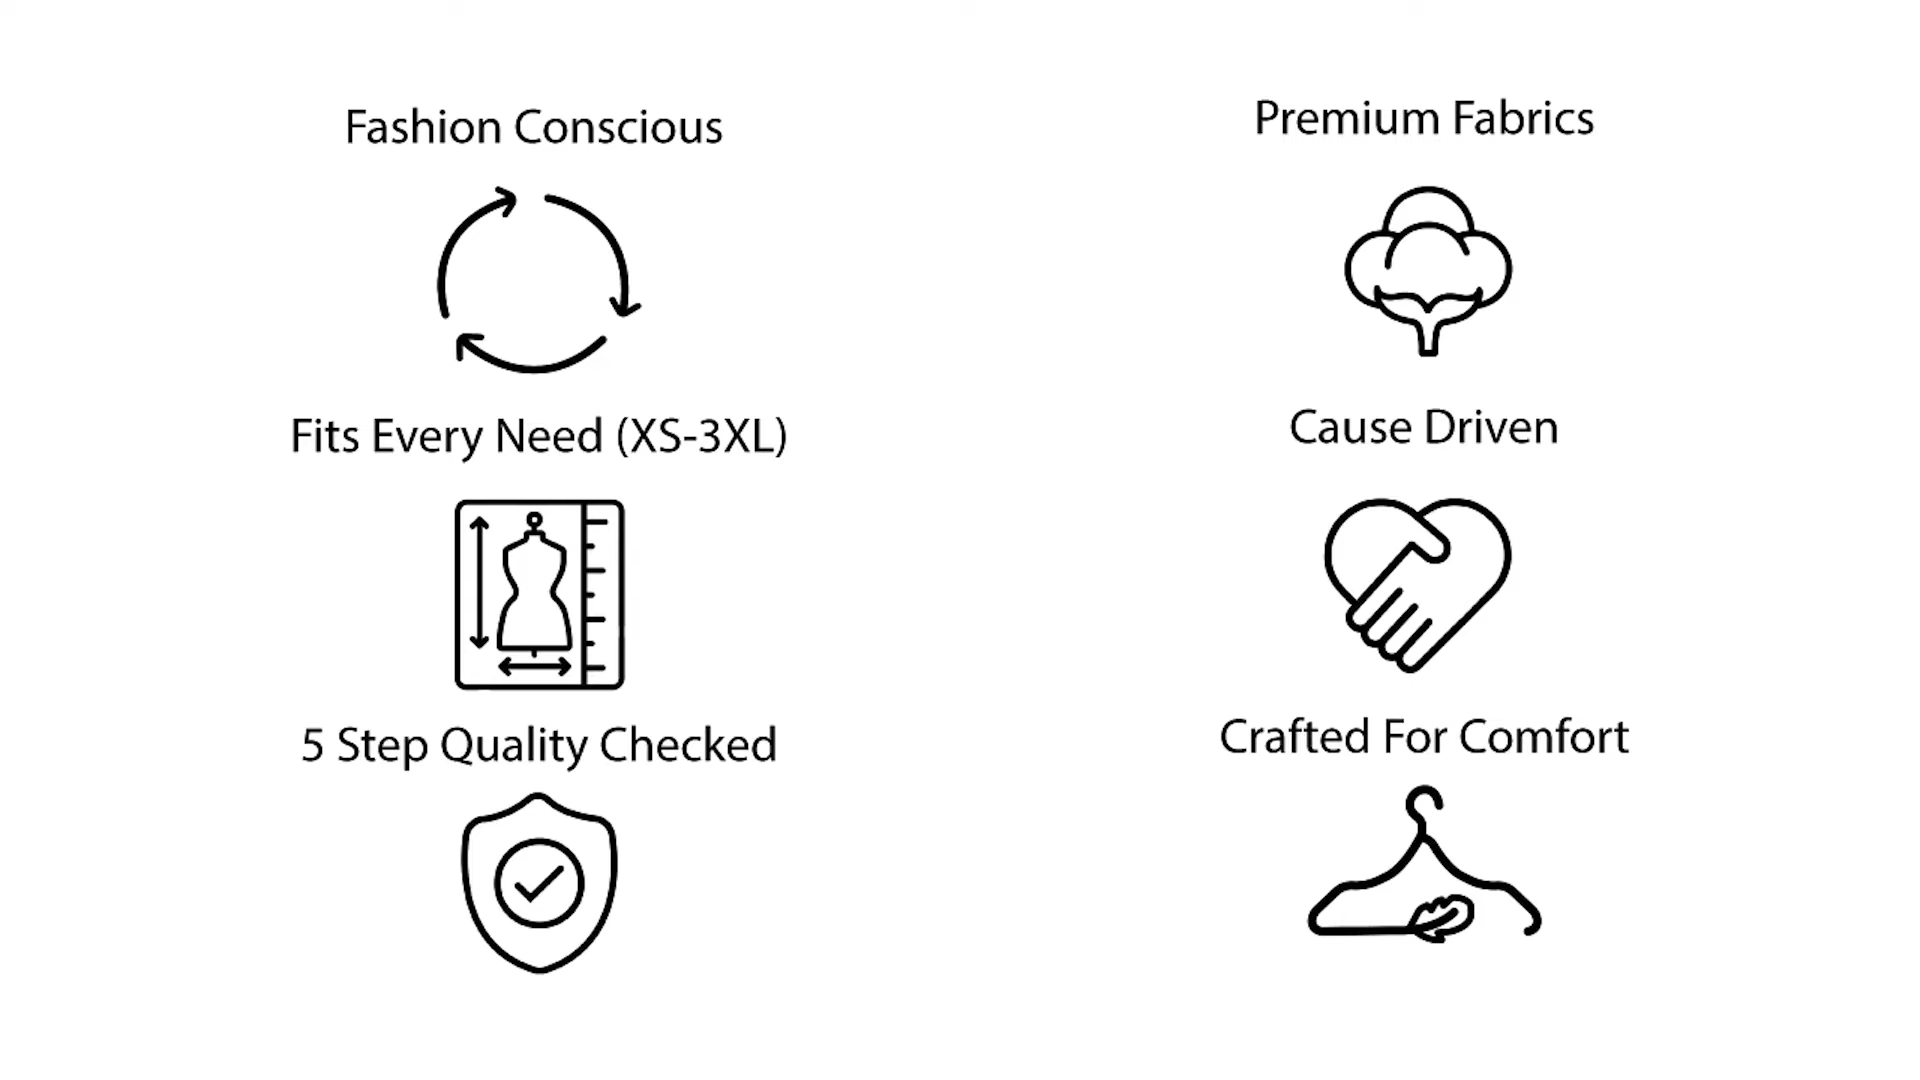 Fashion Conscious
Premium Fabrics
Fits Every Need (XS-3XL)
Cause Driven
5 Step Quality Checked
Crafted For Comfort